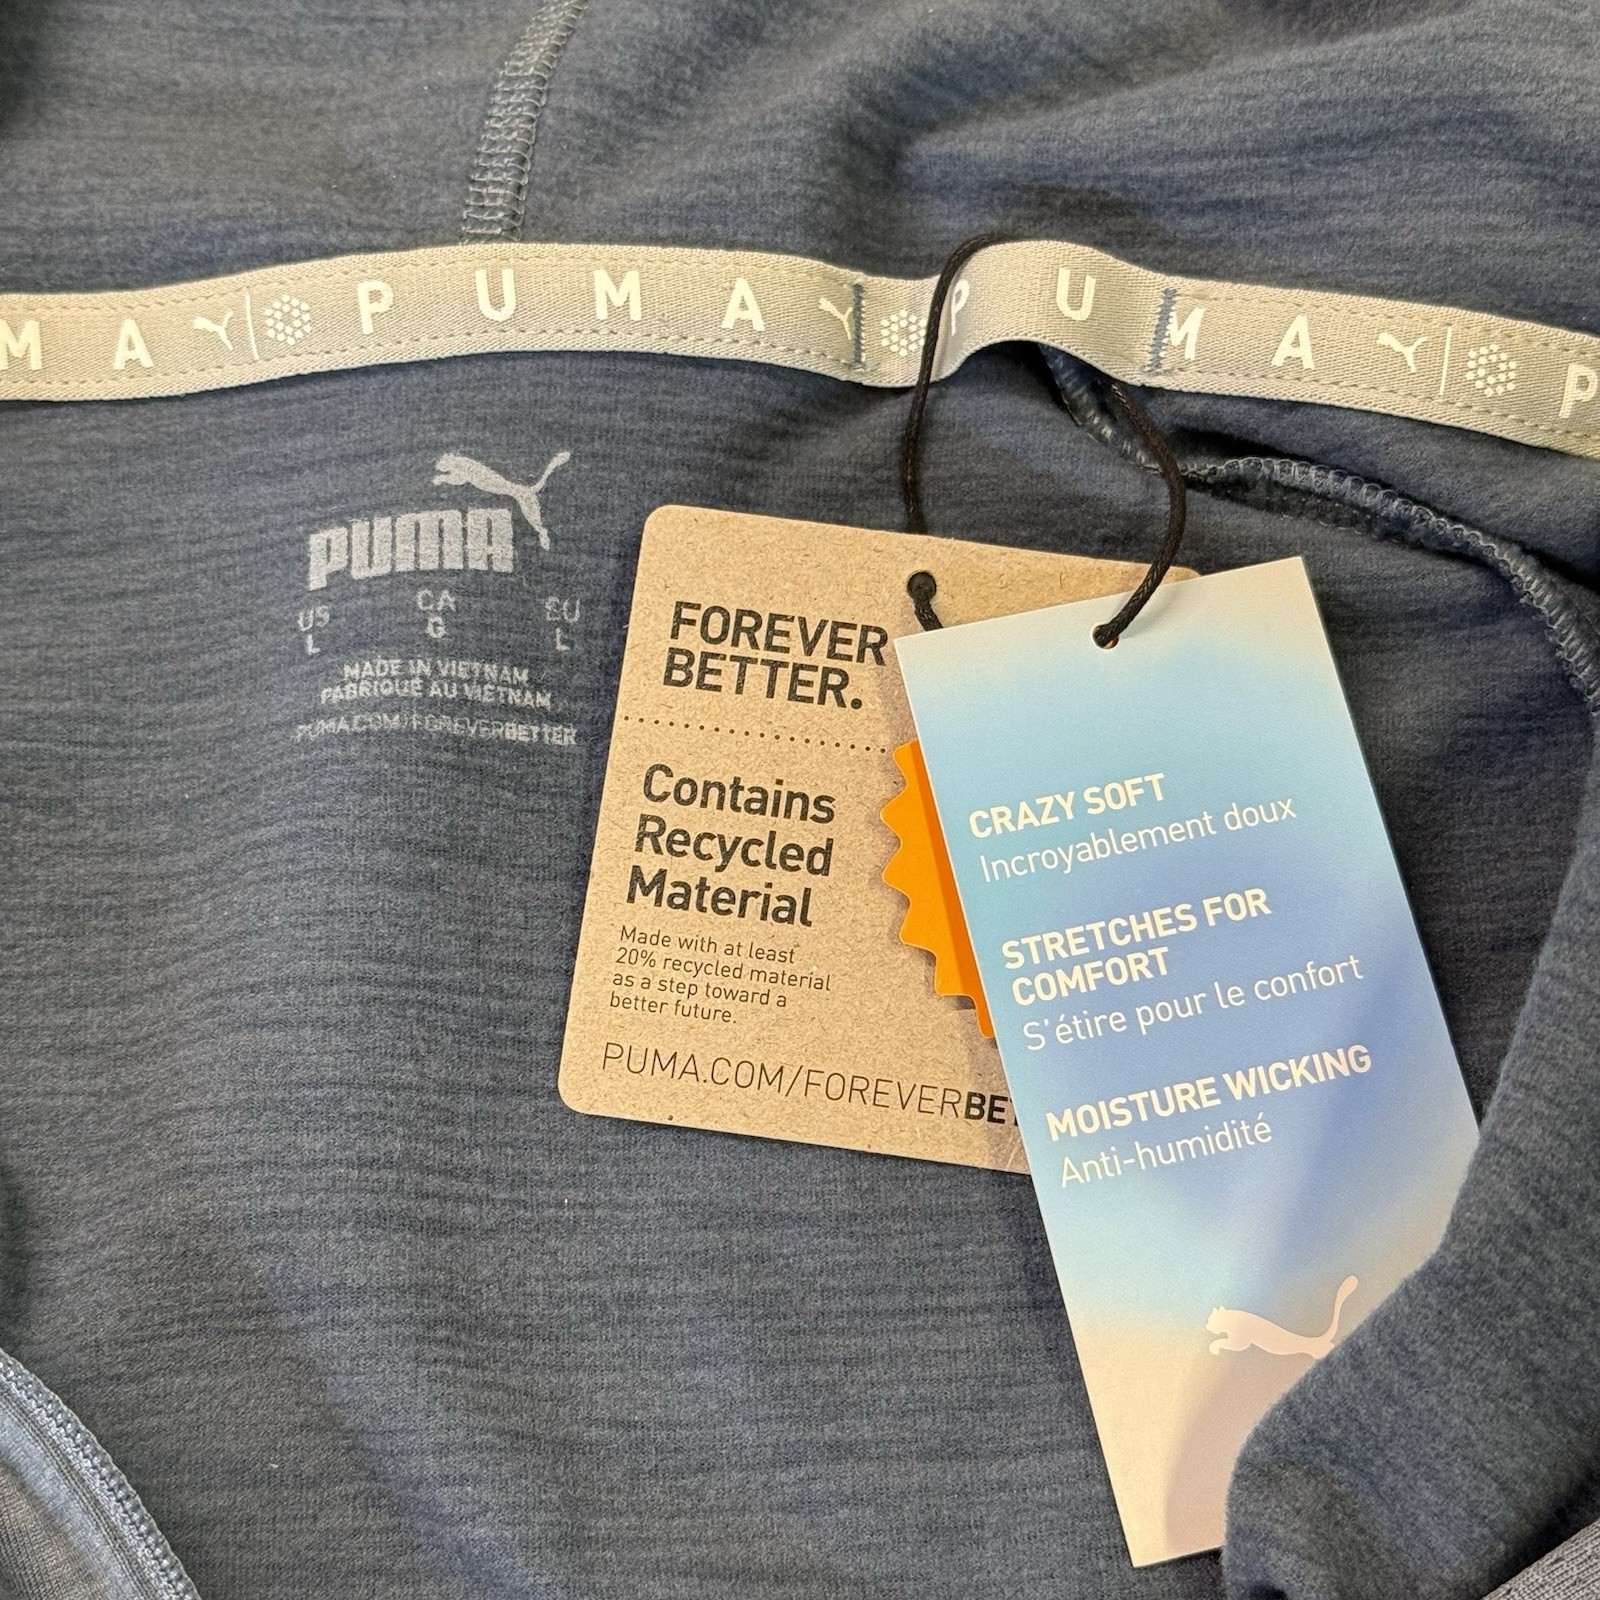 M A P U M A P U M A P
PUMA
US CA EU
L G L
MADE IN VIETNAM
FABRIQUÉ AU VIETNAM
PUMA.COM/FOREVERBETTER
FOREVER
BETTER.
Contains
Recycled
Material
Made with at least
20% recycled material
as a step toward a
better future.
PUMA.COM/FOREVERBE
CRAZY SOFT
Incroyablement doux
STRETCHES FOR
COMFORT
S'étire pour le confort
MOISTURE WICKING
Anti-humidité